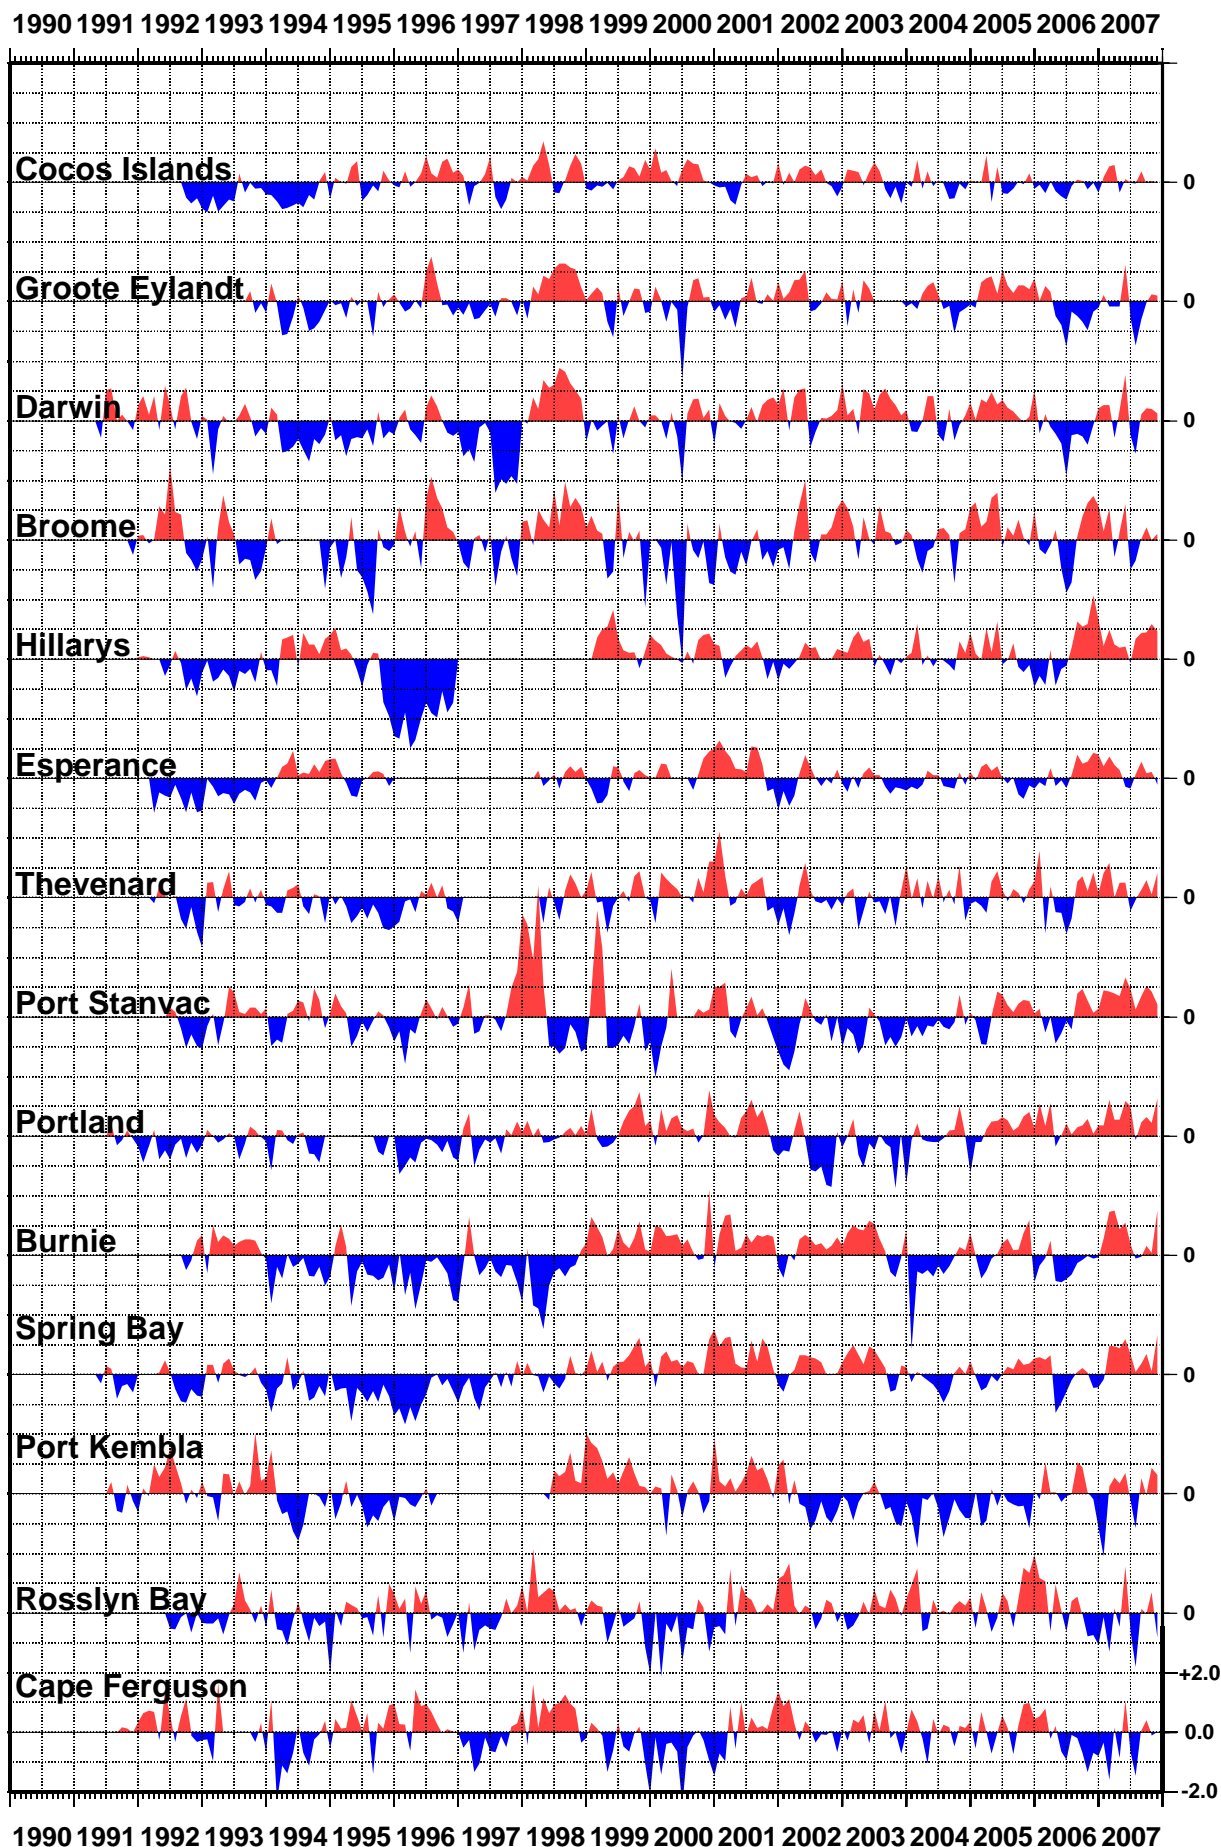 1990 1991 1992 1993 1994 1995 1996 1997 1998 1999 2000 2001 2002 2003 2004 2005 2006 2007
Cocos Islands 0
Groote Eylandt 0
Darwin 0
Broome 0
Hillarys 0
Esperance 0
Thevenard 0
Port Stanvac 0
Portland 0
Burnie 0
Spring Bay 0
Port Kembla 0
Rosslyn Bay 0
+2.0
Cape Ferguson 0.0
-2.0
1990 1991 1992 1993 1994 1995 1996 1997 1998 1999 2000 2001 2002 2003 2004 2005 2006 2007